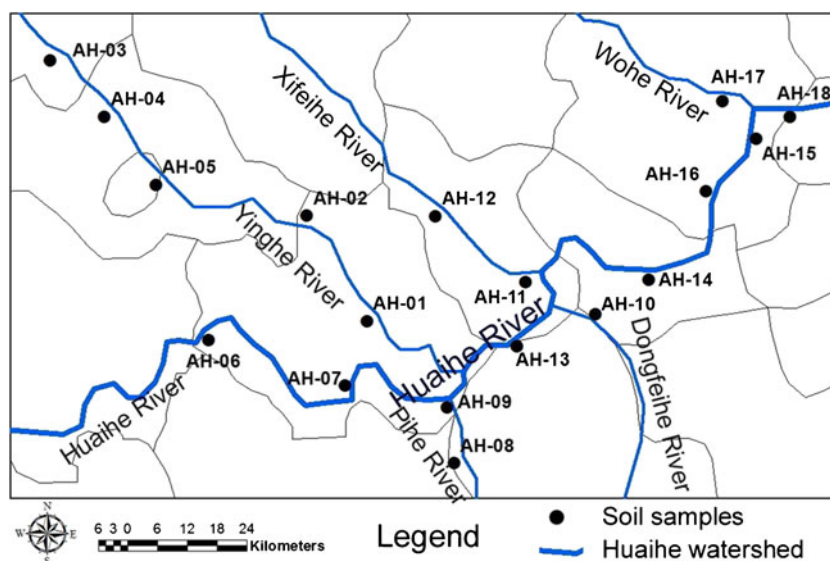 AH-03
Wohe River
AH-17
AH-18
Xifeihe River
AH-04
AH-15
AH-05
AH-16
AH-02
AH-12
Yinghe River
AH-14
AH-11
AH-10
AH-01
Huaihe River
AH-06
AH-13
AH-07
Dongfeihe River
Huaihe River
Pihe River
AH-09
AH-08
N
W E
S
6 3 0 6 12 18 24
Kilometers
Legend
Soil samples
Huaihe watershed